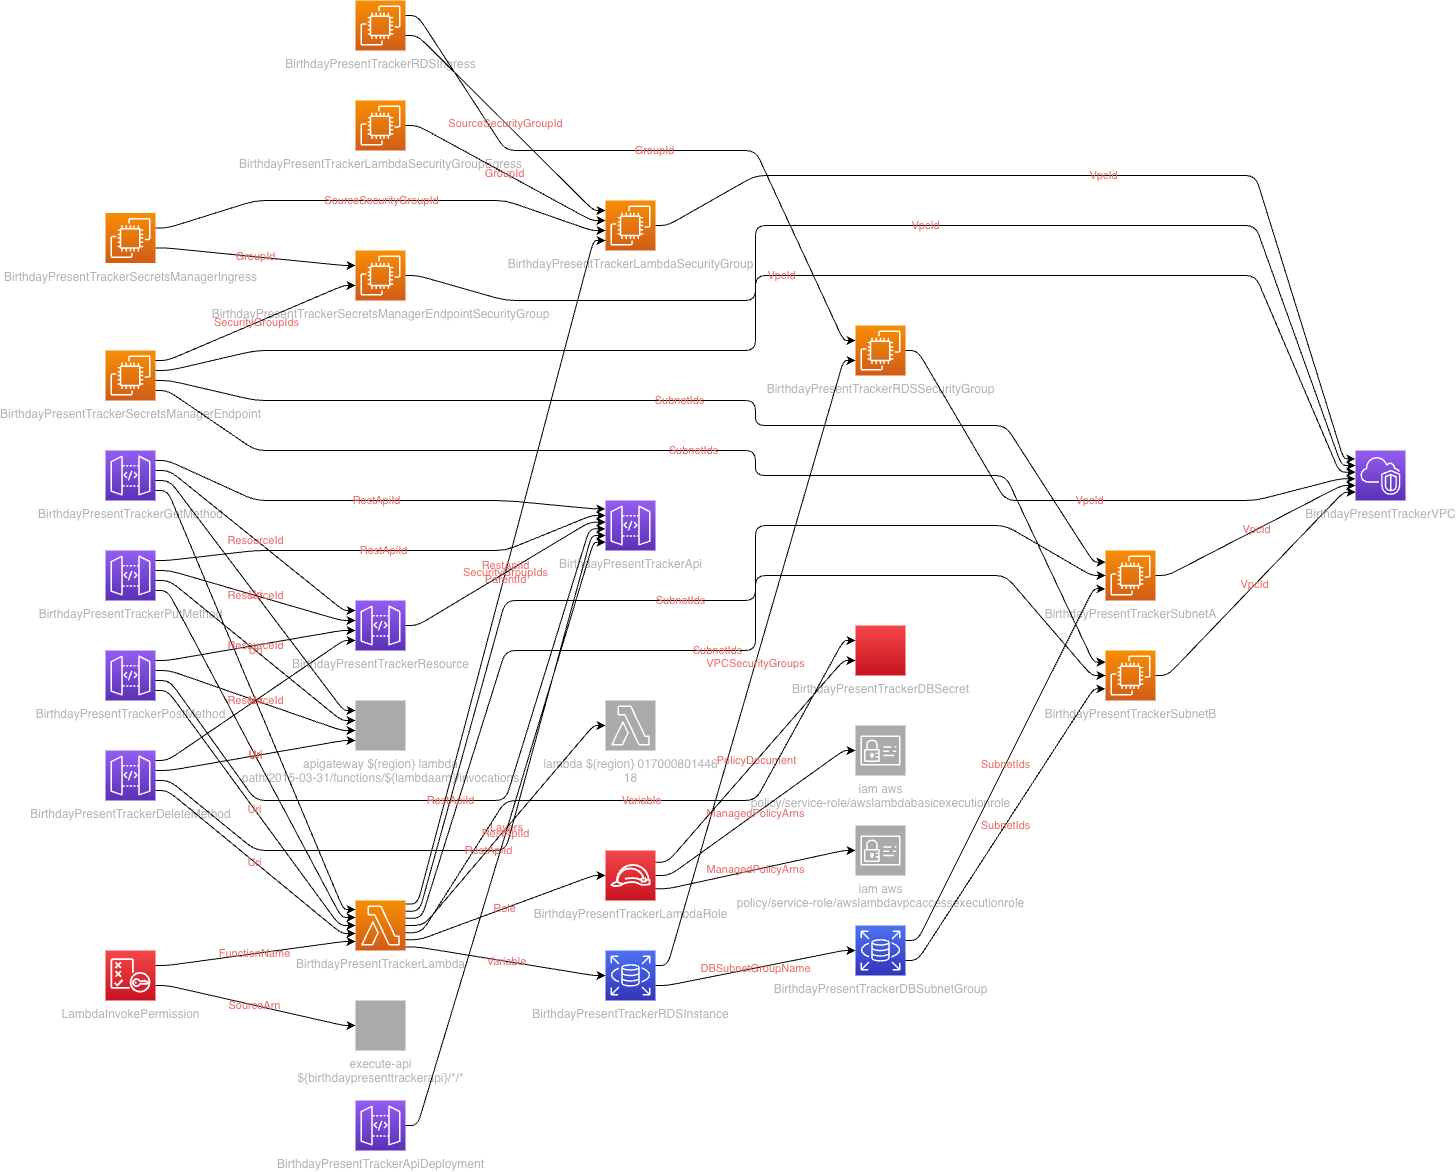 BirthdayPresentTrackerRDSIngress
SourceSecurityGroupId
GroupId
BirthdayPresentTrackerLambdaSecurityGroupEgress
GroupId
VpcId
SourceSecurityGroupId
VpcId
GroupId
BirthdayPresentTrackerLambdaSecurityGroup
BirthdayPresentTrackerSecretsManagerIngress
VpcId
BirthdayPresentTrackerSecretsManagerEndpointSecurityGroup
SecurityGroupIds
BirthdayPresentTrackerRDSSecurityGroup
SubnetIds
BirthdayPresentTrackerSecretsManagerEndpoint
SubnetIds
RestApiId
VpcId
BirthdayPresentTrackerGetMethod
BirthdayPresentTrackerVPC
VpcId
ResourceId
RestApiId
BirthdayPresentTrackerApi
RestApiId
SecurityGroupIds
ParentId
VpcId
ResourceId
Uri
SubnetIds
BirthdayPresentTrackerPutMethod
BirthdayPresentTrackerSubnetA
ResourceId
Uri
SubnetIds
BirthdayPresentTrackerResource
VPCSecurityGroups
BirthdayPresentTrackerDBSecret
ResourceId
Uri
BirthdayPresentTrackerPostMethod
BirthdayPresentTrackerSubnetB
Uri
PolicyDocument
apigateway ${region} lambda
path/2015-03-31/functions/${lambdaarn}/invocations
lambda ${region} 017000801446
18
SubnetIds
iam aws
policy/service-role/awslambdabasicexecutionrole
RestApiId
Variable
Uri
BirthdayPresentTrackerDeleteMethod
ManagedPolicyArns
Layers
RestApiId
SubnetIds
RestApiId
Uri
ManagedPolicyArns
iam aws
policy/service-role/awslambdavpcaccessexecutionrole
Role
BirthdayPresentTrackerLambdaRole
FunctionName
BirthdayPresentTrackerLambda
Variable
DBSubnetGroupName
BirthdayPresentTrackerDBSubnetGroup
SourceArn
LambdaInvokePermission
BirthdayPresentTrackerRDSInstance
execute-api
${birthdaypresenttrackerapi}/*/*
BirthdayPresentTrackerApiDeployment